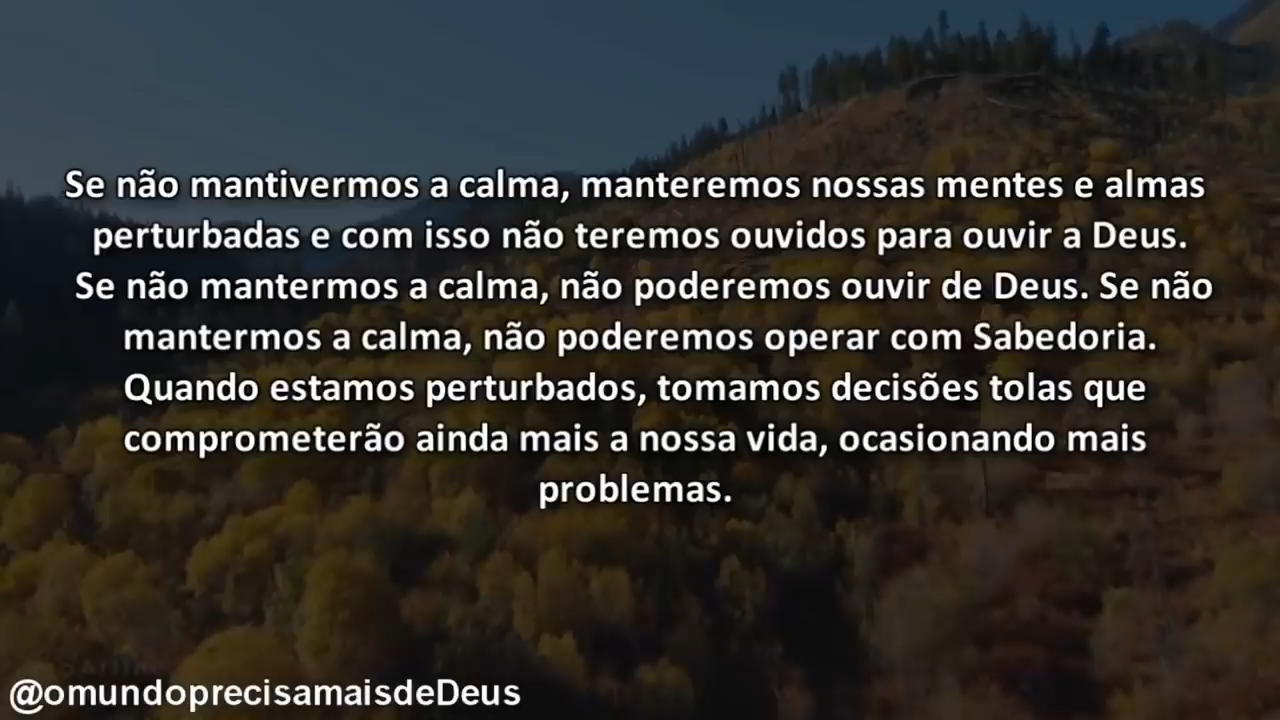 Se não mantivermos a calma, manteremos nossas mentes e almas
perturbadas e com isso não teremos ouvidos para ouvir a Deus.
Se não mantermos a calma, não poderemos ouvir de Deus. Se não
mantermos a calma, não poderemos operar com Sabedoria.
Quando estamos perturbados, tomamos decisões tolas que
comprometerão ainda mais a nossa vida, ocasionando mais
problemas.
@omundoprecisamaisdeDeus